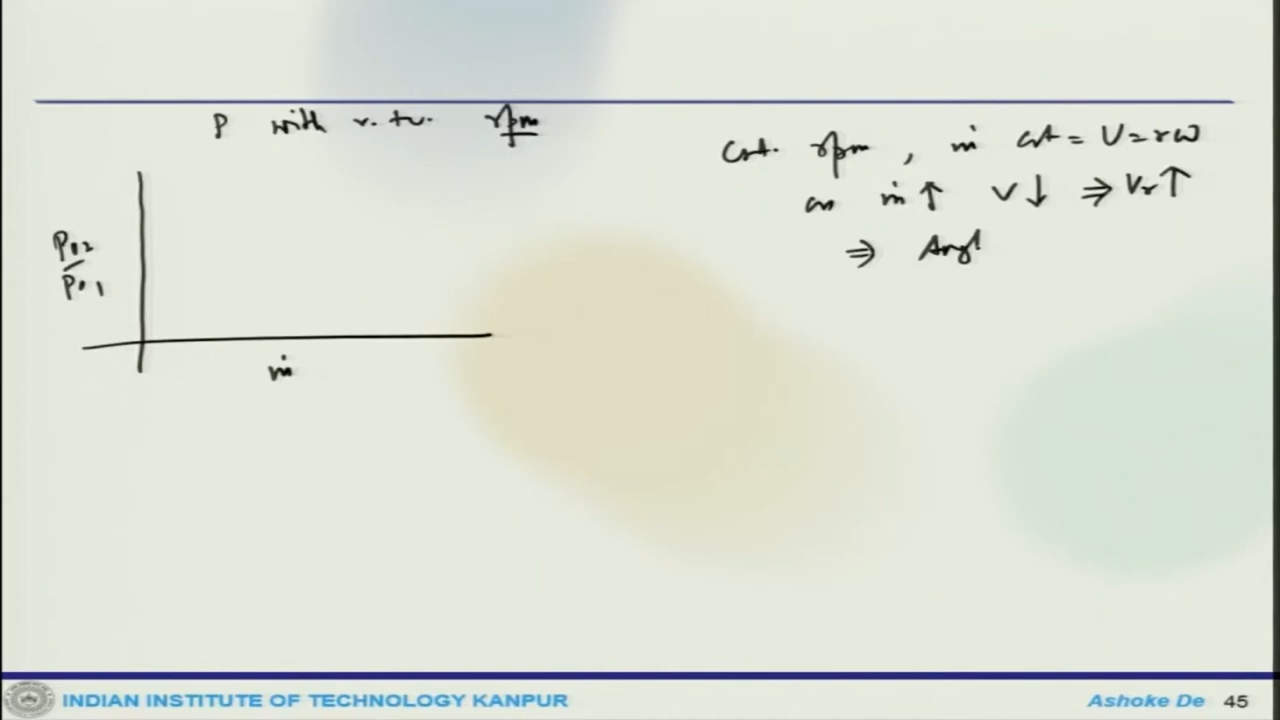 P with r. tv. rpm
Cst. rpm, ṁ cst = U = rω
as ṁ ↑ V ↓ ⇒ Vr ↑
⇒ Angl
P02
P01
ṁ
INDIAN INSTITUTE OF TECHNOLOGY KANPUR
Ashoke De 45